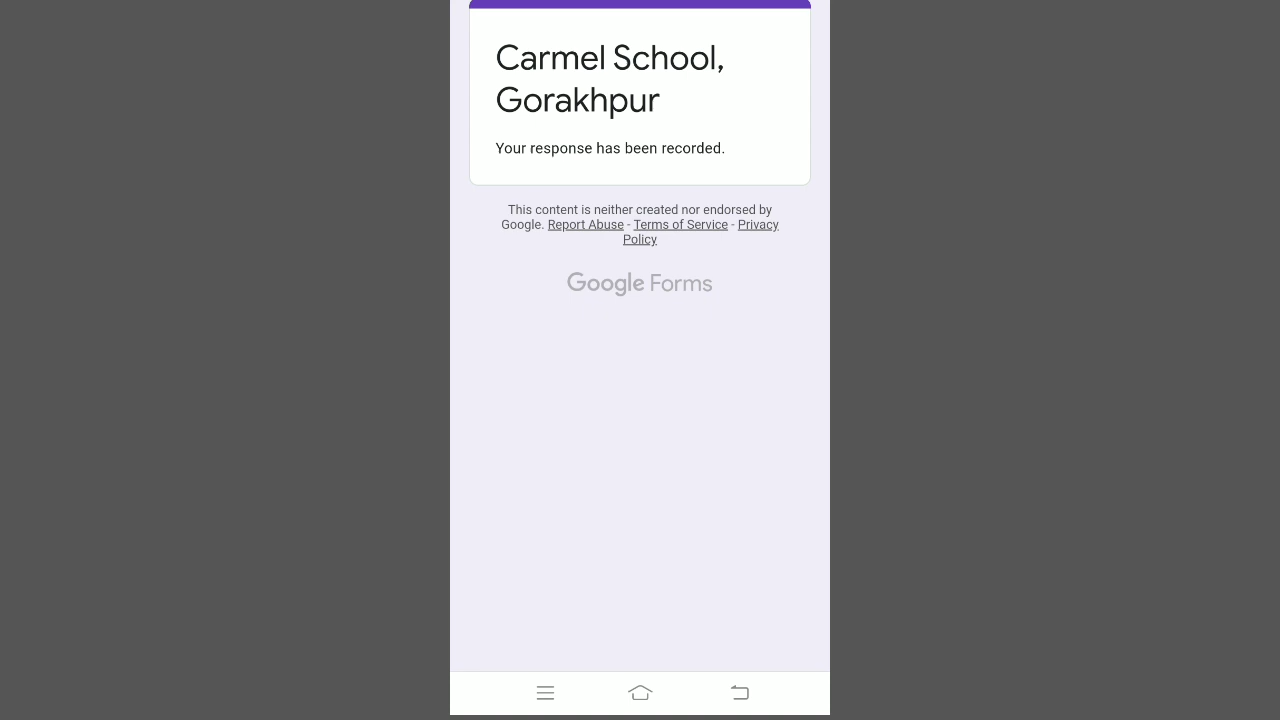 Carmel School,
Gorakhpur
Your response has been recorded.
This content is neither created nor endorsed by
Google. Report Abuse - Terms of Service - Privacy
Policy
Google Forms